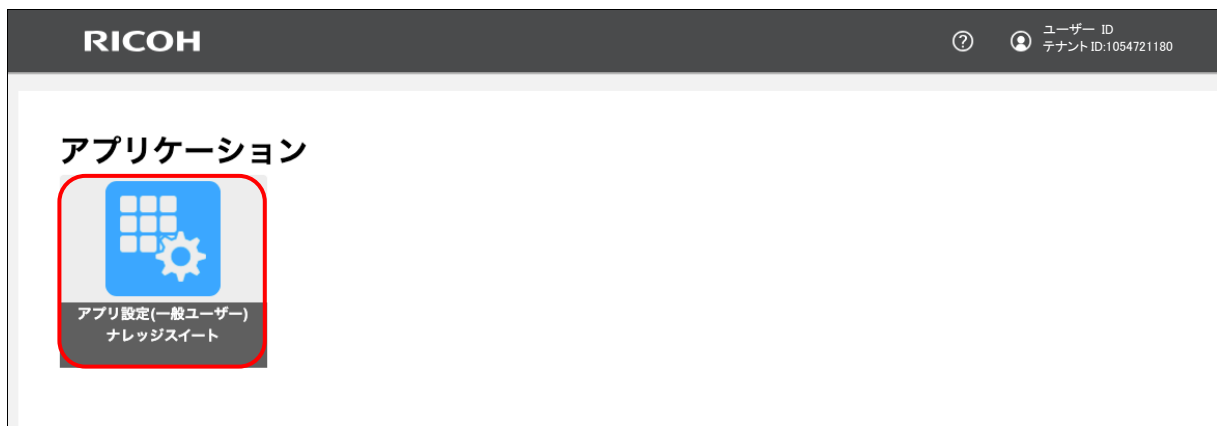 RICOH
ユーザー ID
テナント ID:1054721180
アプリケーション
アプリ設定(一般ユーザー)
ナレッジスイート